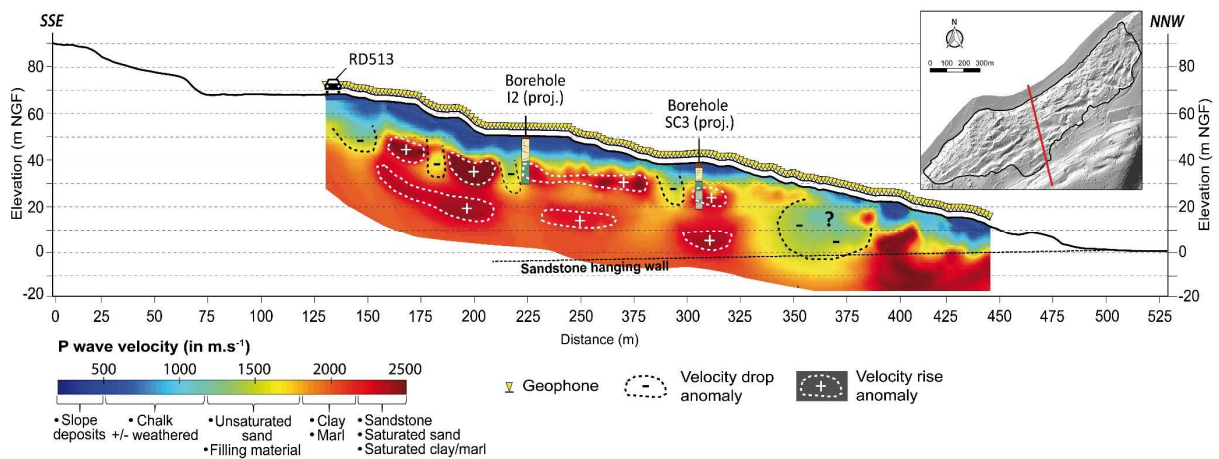 SSE
NNW
RD513
Borehole
I2 (proj.)
Borehole
SC3 (proj.)
N
0 100 200 300m
Elevation (m NGF)
80
60
40
20
0
-20
Elevation (m NGF)
80
60
40
20
0
-20
- + - + - + + - + + + - - ?
Sandstone hanging wall
0 25 50 75 100 125 150 175 200 225 250 275 300 325 350 375 400 425 450 475 500 525
Distance (m)
P wave velocity (in m.s⁻¹)
500 1000 1500 2000 2500
• Slope
deposits
• Chalk
+/- weathered
• Unsaturated
sand
• Filling material
• Clay
• Marl
• Sandstone
• Saturated sand
• Saturated clay/marl
Geophone
- Velocity drop
anomaly
+ Velocity rise
anomaly